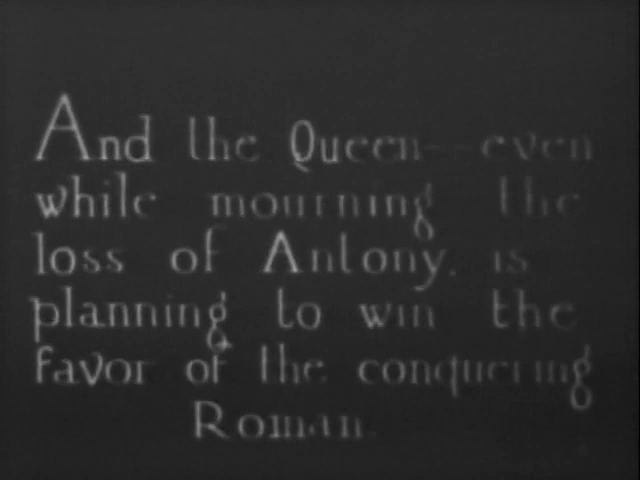 And the Queen--even
while mourning the
loss of Antony, is
planning to win the
favor of the conquering
Roman.